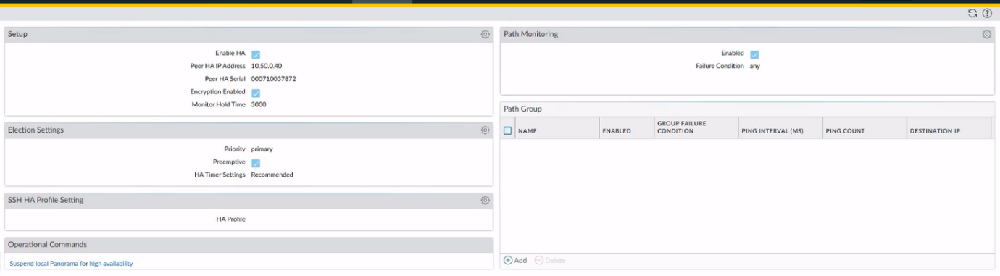 Setup
Enable HA
Peer HA IP Address 10.50.0.40
Peer HA Serial 000710037872
Encryption Enabled
Monitor Hold Time 3000
Election Settings
Priority primary
Preemptive
HA Timer Settings Recommended
SSH HA Profile Setting
HA Profile
Operational Commands
Suspend local Panorama for high availability
Path Monitoring
Enabled
Failure Condition any
Path Group
NAME ENABLED GROUP FAILURE CONDITION PING INTERVAL (MS) PING COUNT DESTINATION IP
Add Delete